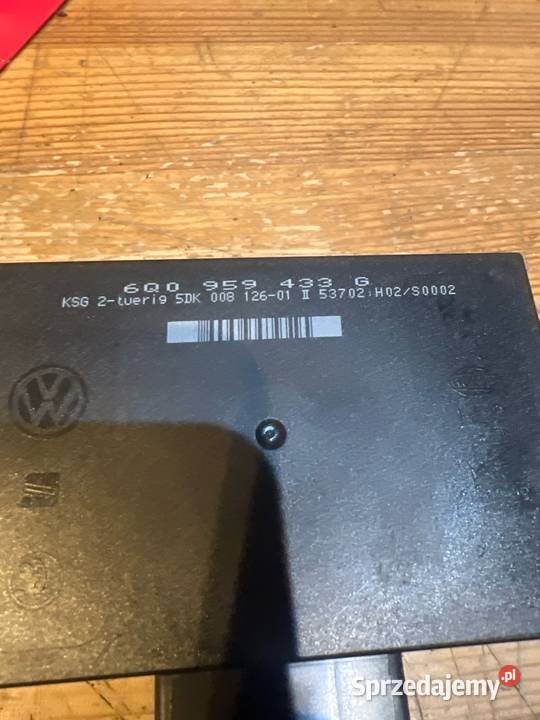 6Q0 959 433 G
KSG 2-tuerig 5DK 008 126-01 II 53702:H02/S0002
Sprzedajemy.pl